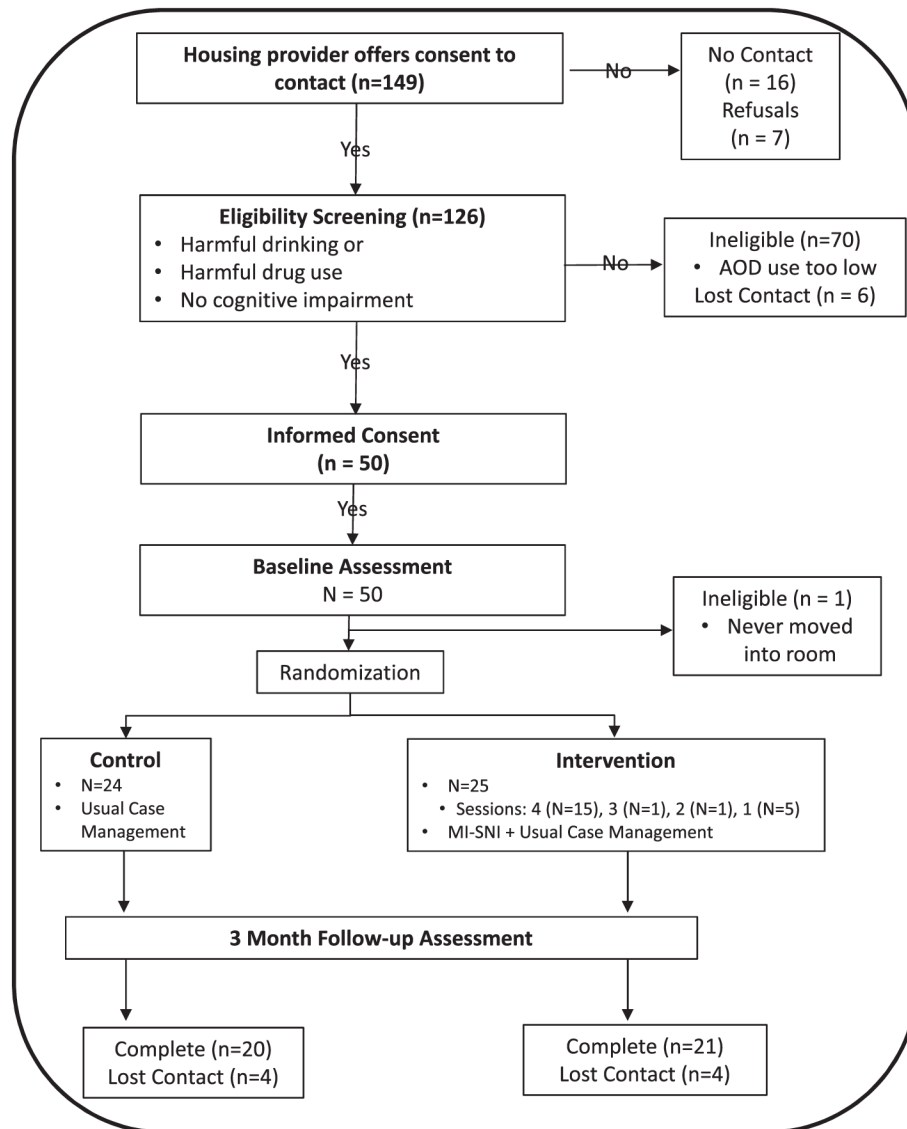 Housing provider offers consent to
contact (n=149)
No
No Contact
(n = 16)
Refusals
(n = 7)
Yes
Eligibility Screening (n=126)
• Harmful drinking or
• Harmful drug use
• No cognitive impairment
No
Ineligible (n=70)
• AOD use too low
Lost Contact (n = 6)
Yes
Informed Consent
(n = 50)
Yes
Baseline Assessment
N = 50
Ineligible (n = 1)
• Never moved
into room
Randomization
Control
• N=24
• Usual Case
Management
Intervention
• N=25
• Sessions: 4 (N=15), 3 (N=1), 2 (N=1), 1 (N=5)
• MI-SNI + Usual Case Management
3 Month Follow-up Assessment
Complete (n=20)
Lost Contact (n=4)
Complete (n=21)
Lost Contact (n=4)